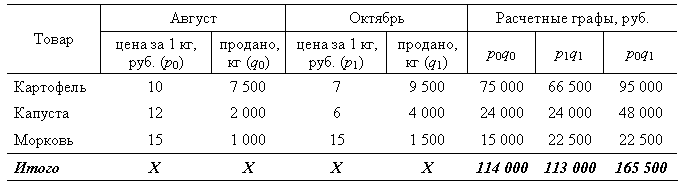 Товар Август Октябрь Расчетные графы, руб.
цена за 1 кг, руб. (p0) продано, кг (q0) цена за 1 кг, руб. (p1) продано, кг (q1) p0q0 p1q1 p0q1
Картофель 10 7 500 7 9 500 75 000 66 500 95 000
Капуста 12 2 000 6 4 000 24 000 24 000 48 000
Морковь 15 1 000 15 1 500 15 000 22 500 22 500
Итого X X X X 114 000 113 000 165 500